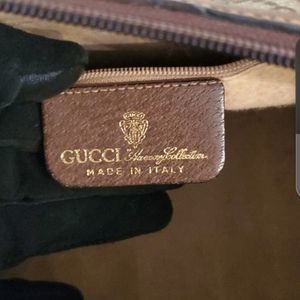 GUCCI Accessory Collection
MADE IN ITALY